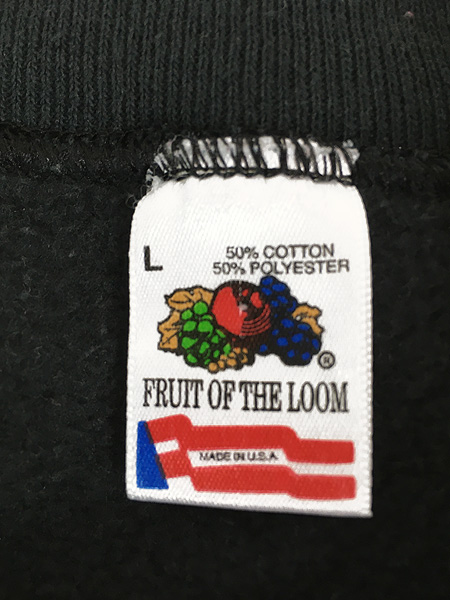 L
50% COTTON
50% POLYESTER
®
FRUIT OF THE LOOM
MADE IN U.S.A.